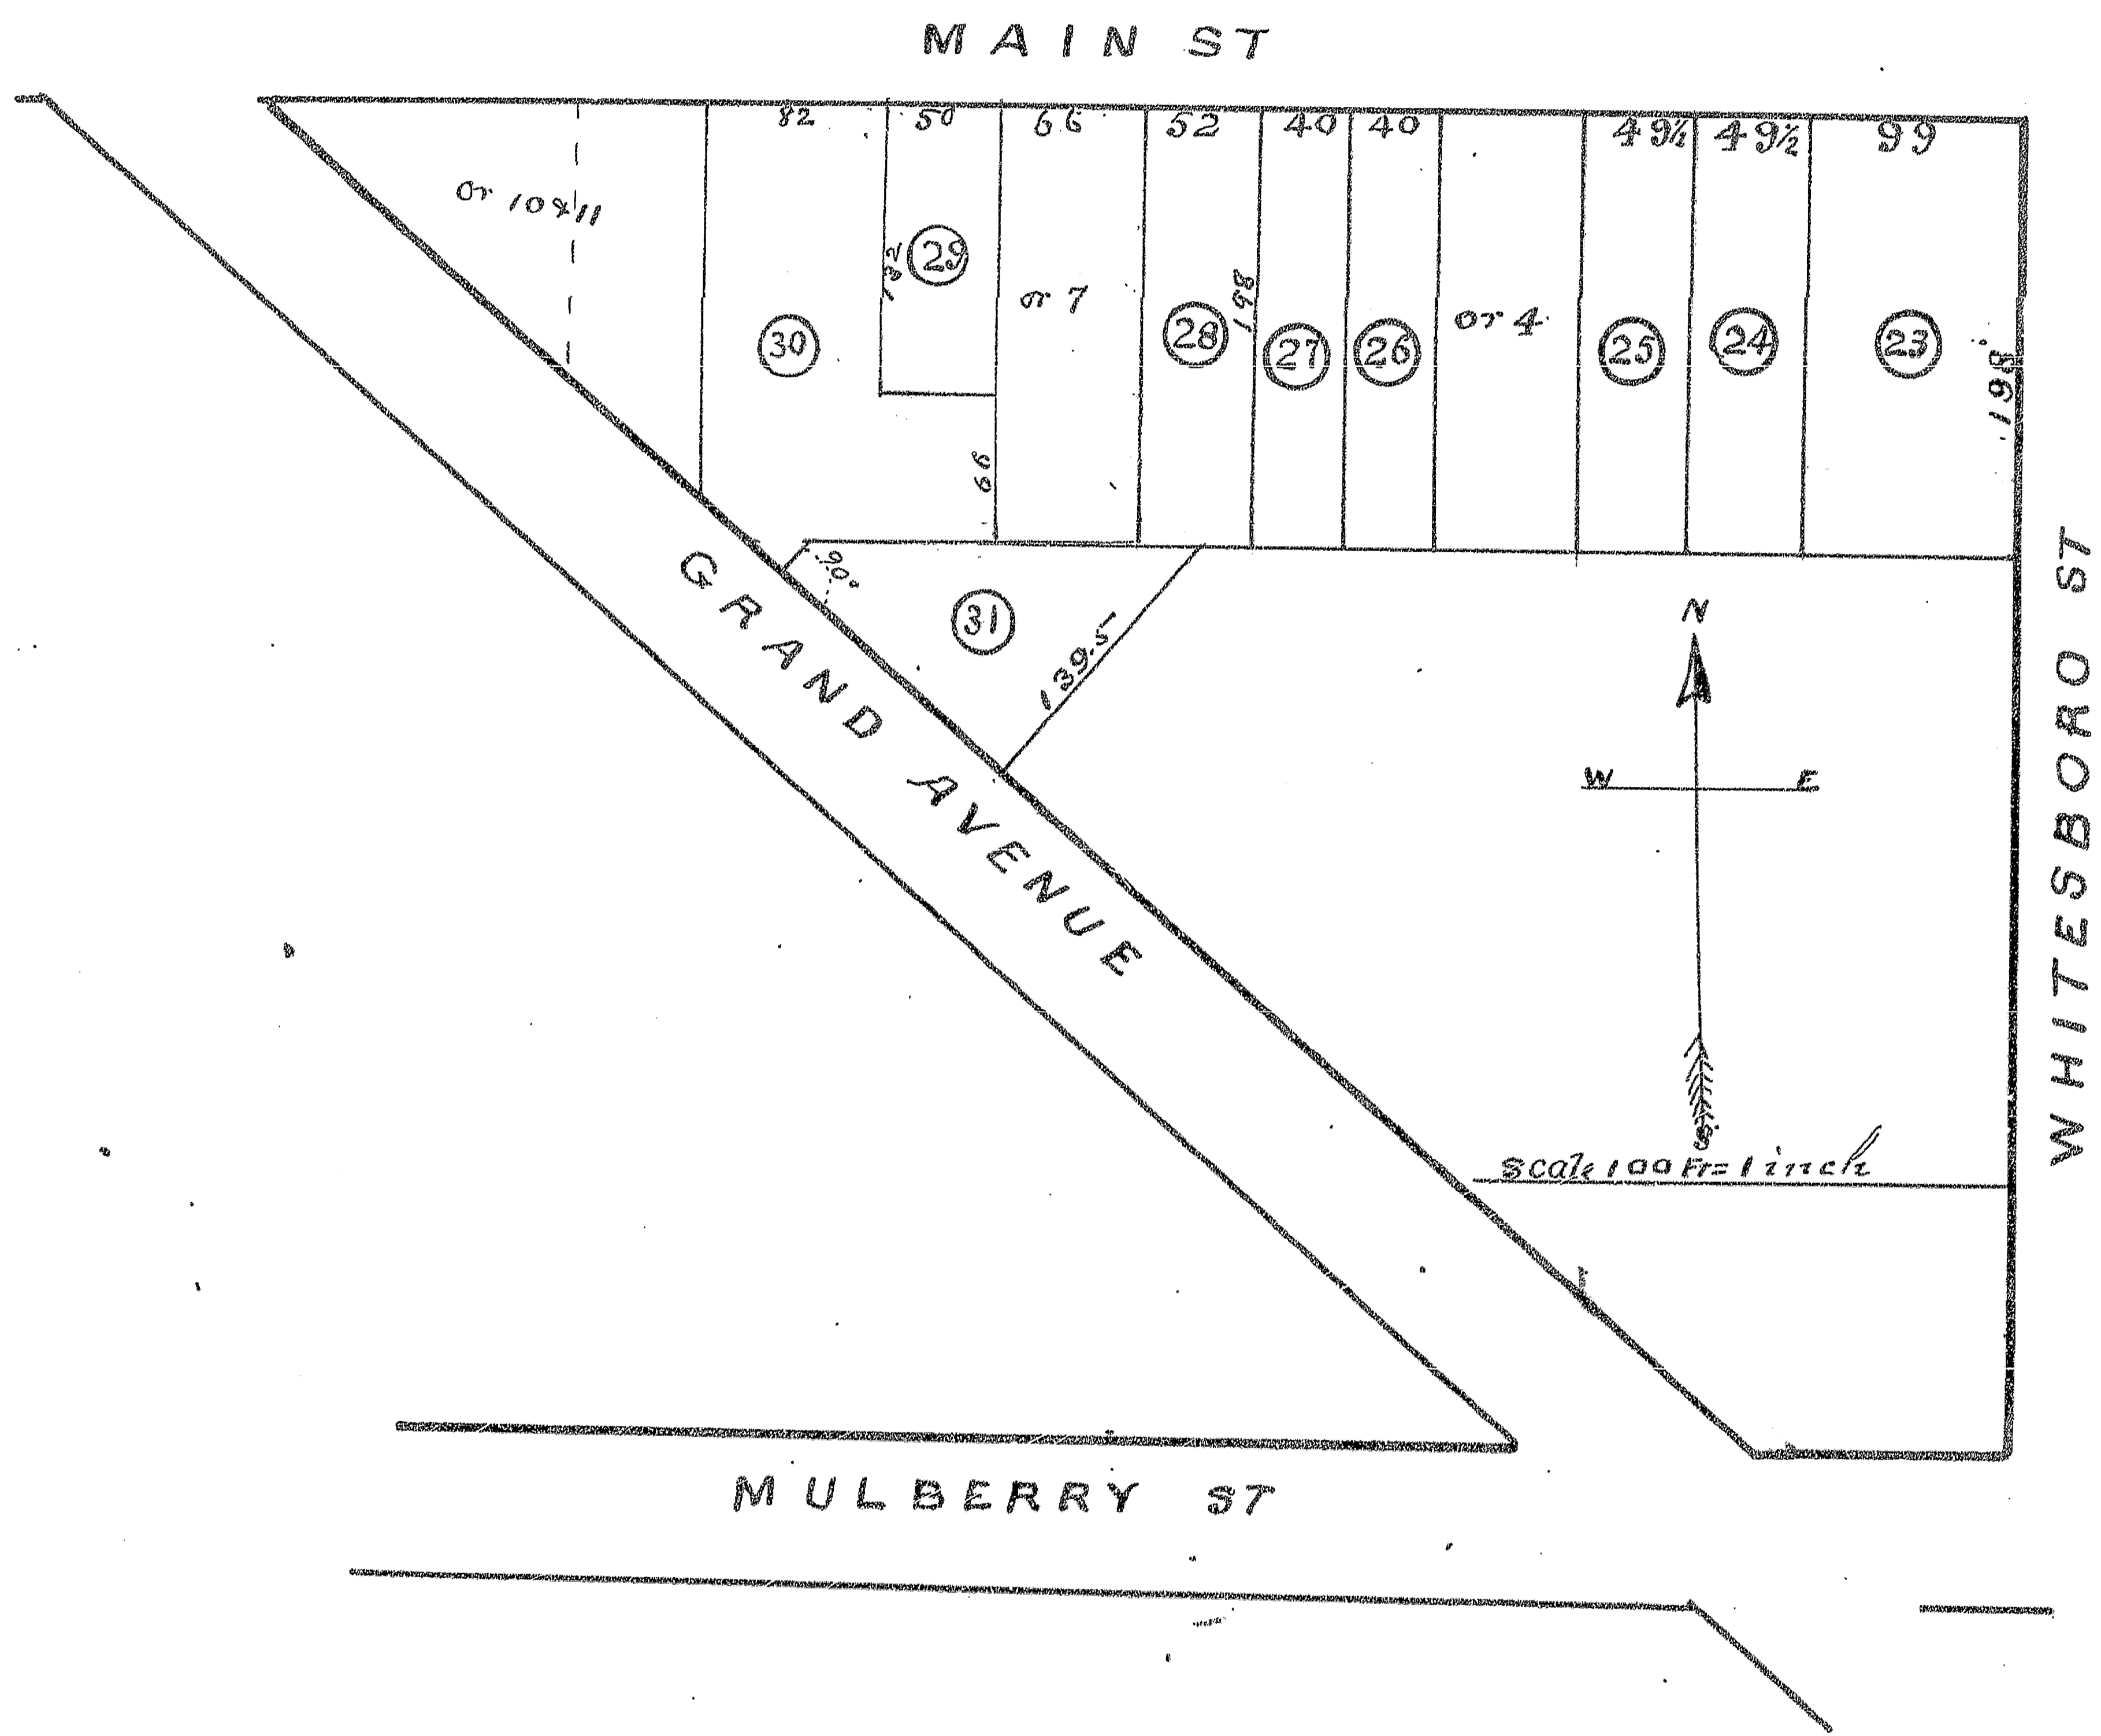 MAIN ST
82 50 66 52 40 40 49½ 49½ 99
or 10 & 11
132
29
or 7
198
30
28
27
26
or 4
25
24
23
198
66
90°
31
139.5
GRAND AVENUE
N
W E
S
scale 100 Ft = 1 inch
WHITESBORO ST
MULBERRY ST